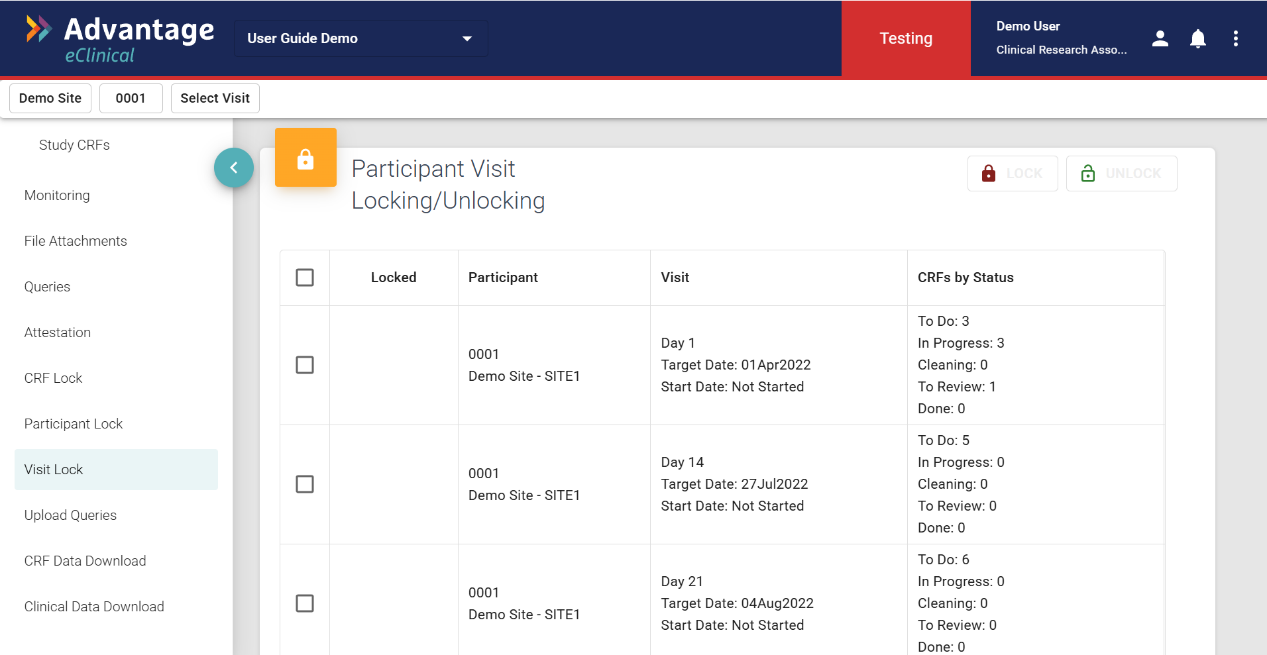 Advantage
eClinical
User Guide Demo
Testing
Demo User
Clinical Research Asso...
Demo Site
0001
Select Visit
Study CRFs
Monitoring
File Attachments
Queries
Attestation
CRF Lock
Participant Lock
Visit Lock
Upload Queries
CRF Data Download
Clinical Data Download
Participant Visit
Locking/Unlocking
LOCK
UNLOCK
Locked
Participant
Visit
CRFs by Status
0001
Demo Site - SITE1
Day 1
Target Date: 01Apr2022
Start Date: Not Started
To Do: 3
In Progress: 3
Cleaning: 0
To Review: 1
Done: 0
0001
Demo Site - SITE1
Day 14
Target Date: 27Jul2022
Start Date: Not Started
To Do: 5
In Progress: 0
Cleaning: 0
To Review: 0
Done: 0
0001
Demo Site - SITE1
Day 21
Target Date: 04Aug2022
Start Date: Not Started
To Do: 6
In Progress: 0
Cleaning: 0
To Review: 0
Done: 0